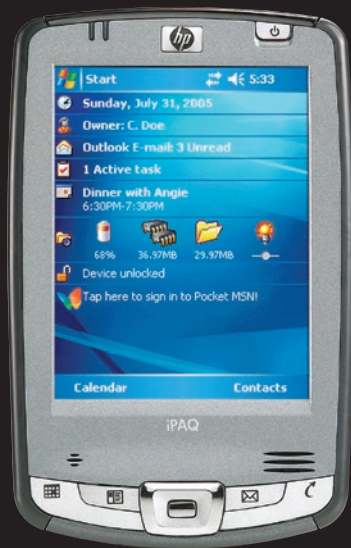 hp
Start 5:33
Sunday, July 31, 2005
Owner: C. Doe
Outlook E-mail: 3 Unread
1 Active task
Dinner with Angie
6:30PM-7:30PM
68% 36.97MB 29.97MB
Device unlocked
Tap here to sign in to Pocket MSN!
Calendar Contacts
iPAQ